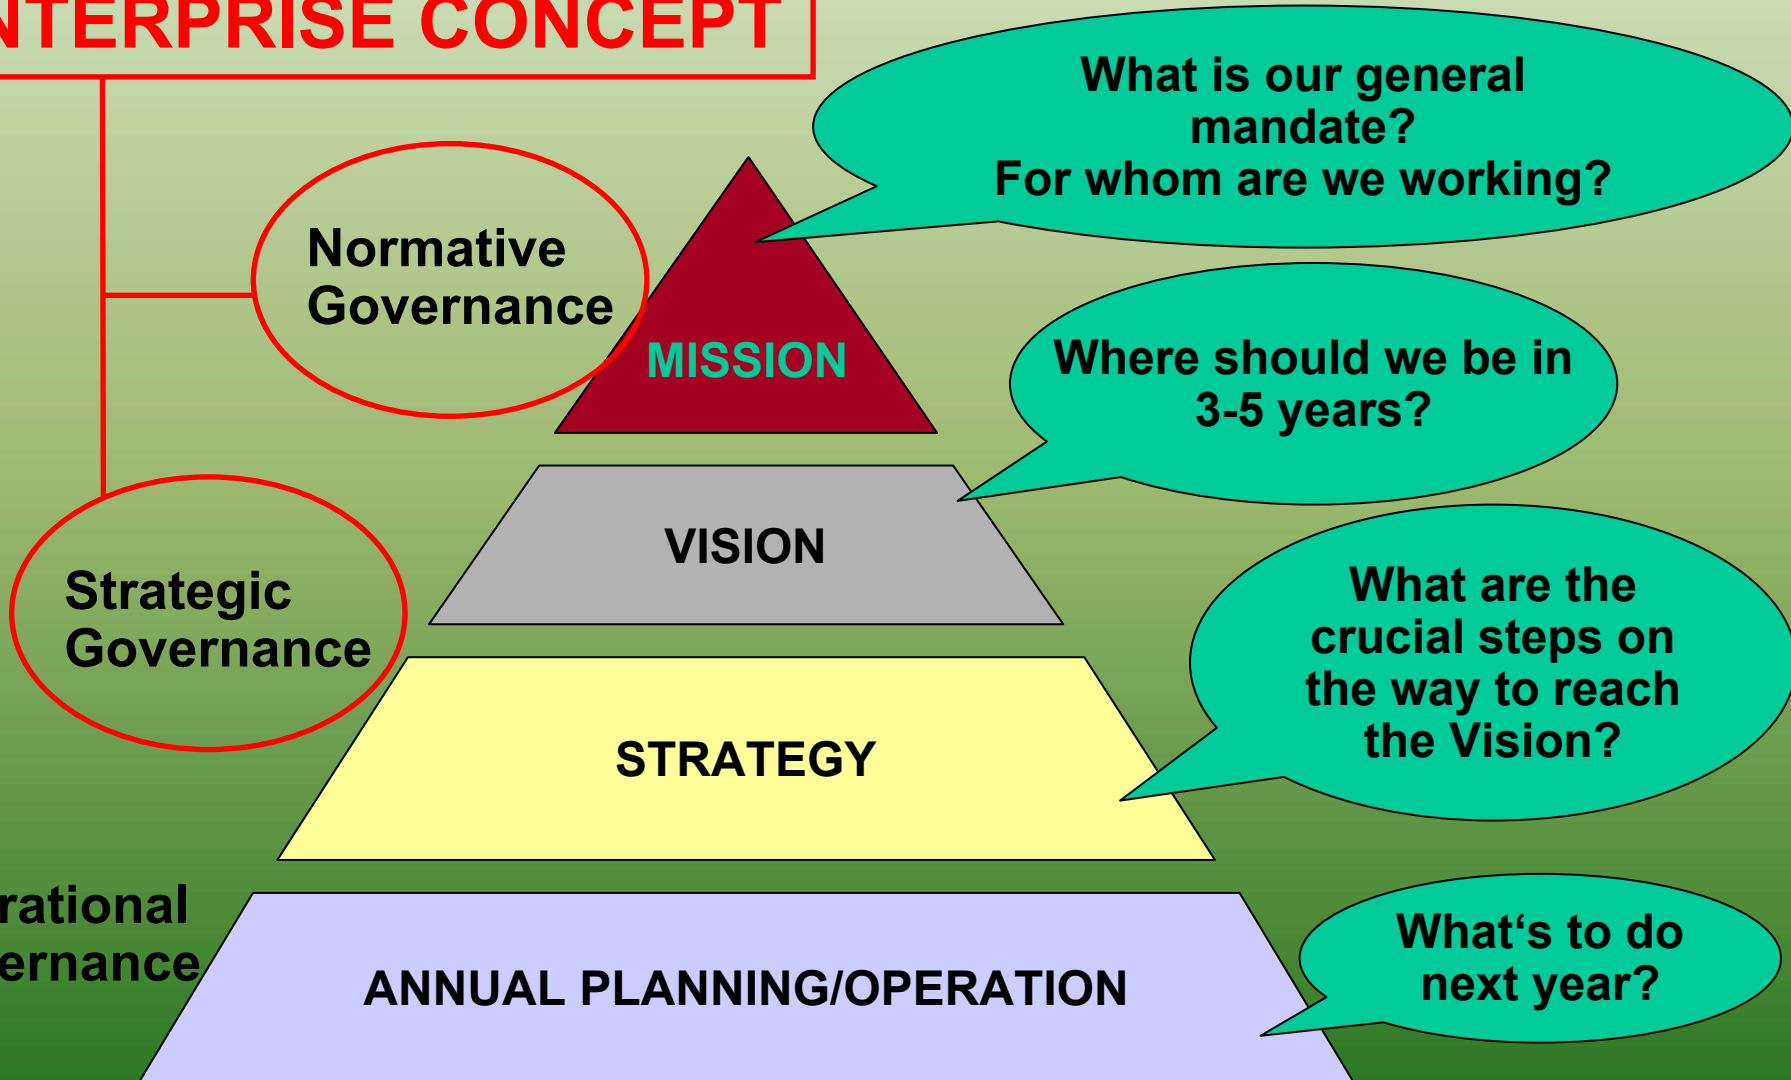 NTERPRISE CONCEPT
What is our general
mandate?
For whom are we working?
Normative
Governance
MISSION
Where should we be in
3-5 years?
VISION
Strategic
Governance
What are the
crucial steps on
the way to reach
the Vision?
STRATEGY
rational
ernance
ANNUAL PLANNING/OPERATION
What‘s to do
next year?